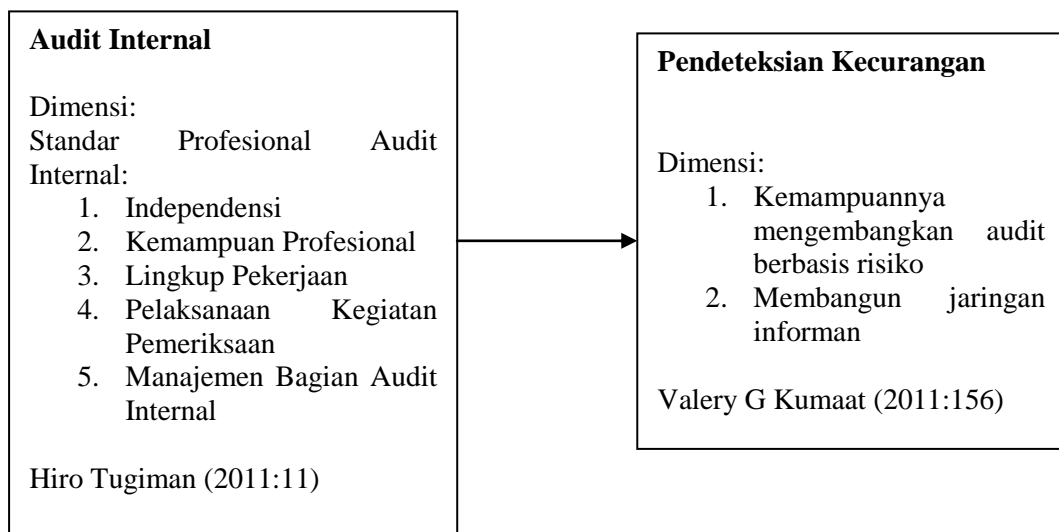 Audit Internal
Dimensi:
Standar Profesional Audit
Internal:
1. Independensi
2. Kemampuan Profesional
3. Lingkup Pekerjaan
4. Pelaksanaan Kegiatan
Pemeriksaan
5. Manajemen Bagian Audit
Internal
Hiro Tugiman (2011:11)
Pendeteksian Kecurangan
Dimensi:
1. Kemampuannya
mengembangkan audit
berbasis risiko
2. Membangun jaringan
informan
Valery G Kumaat (2011:156)